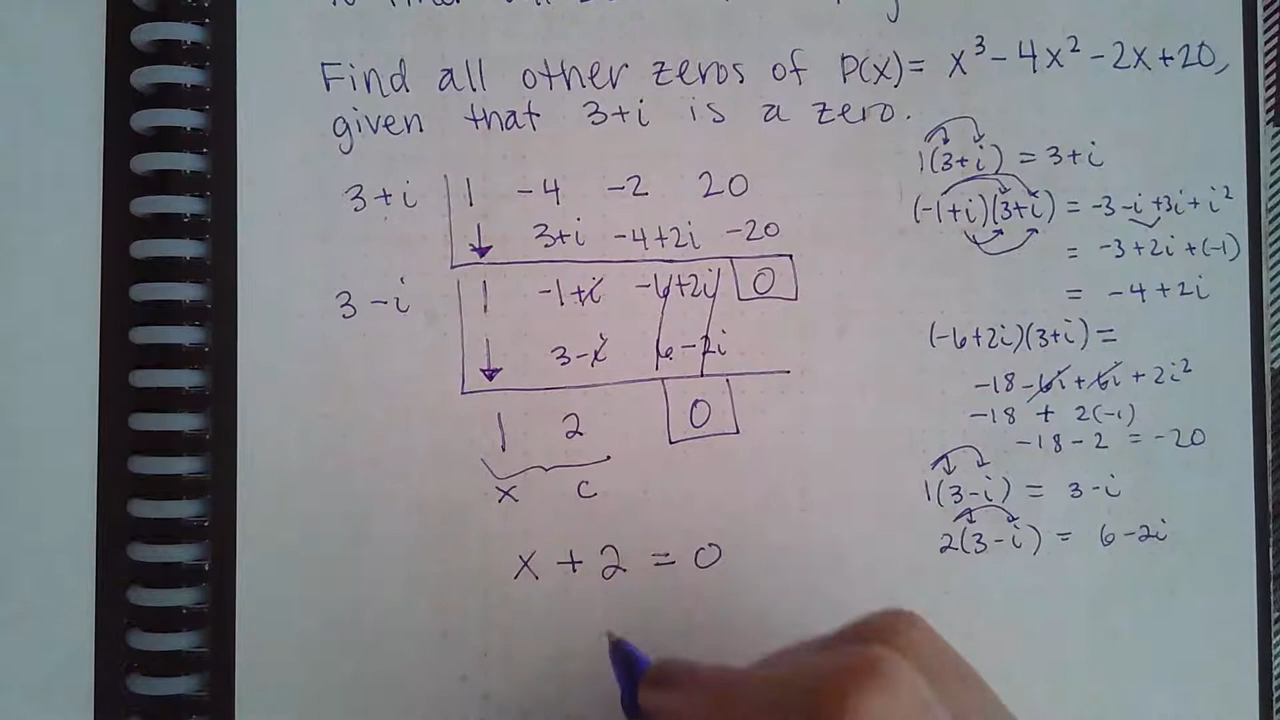 Find all other zeros of P(x)= x³-4x²-2x+20,
given that 3+i is a zero.
3+i 1 -4 -2 20
3+i -4+2i -20
1 -1+i -6+2i 0
3-i
3-i 6-2i
1 2 0
x c
x+2=0
1(3+i) = 3+i
(-1+i)(3+i) = -3-i+3i+i²
= -3+2i+(-1)
= -4+2i
(-6+2i)(3+i) =
-18-6i+6i+2i²
-18 + 2(-1)
-18-2 = -20
1(3-i) = 3-i
2(3-i) = 6-2i